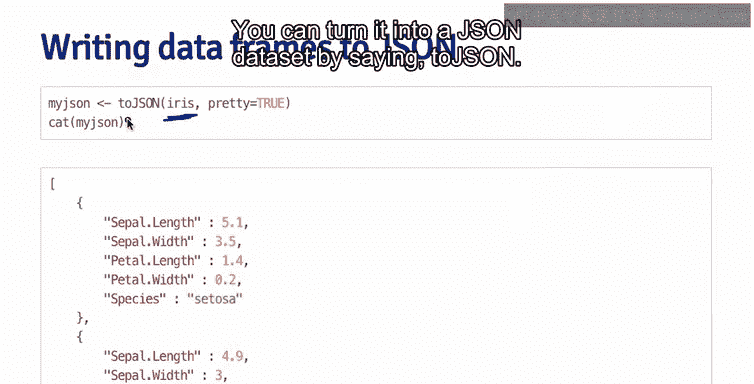 Writing data frames to JSON
You can turn it into a JSON
dataset by saying, toJSON.
myjson <- toJSON(iris, pretty=TRUE)
cat(myjson)
[
{
"Sepal.Length" : 5.1,
"Sepal.Width" : 3.5,
"Petal.Length" : 1.4,
"Petal.Width" : 0.2,
"Species" : "setosa"
},
{
"Sepal.Length" : 4.9,
"Sepal.Width" : 3,